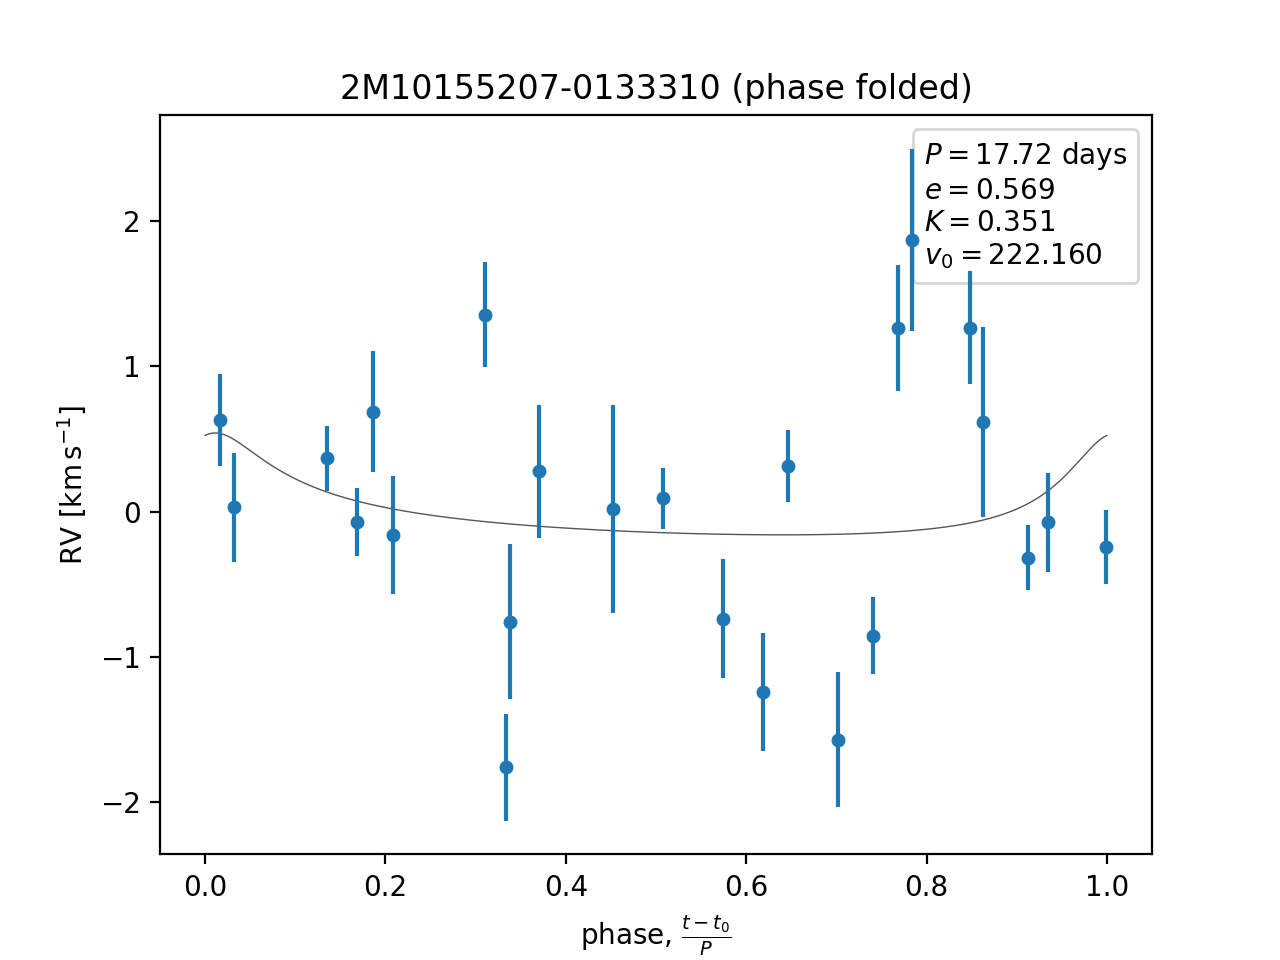 2M10155207-0133310 (phase folded)
P = 17.72 days
e = 0.569
K = 0.351
v₀ = 222.160
RV [km s⁻¹]
2
1
0
−1
−2
0.0 0.2 0.4 0.6 0.8 1.0
phase, (t − t₀)/P